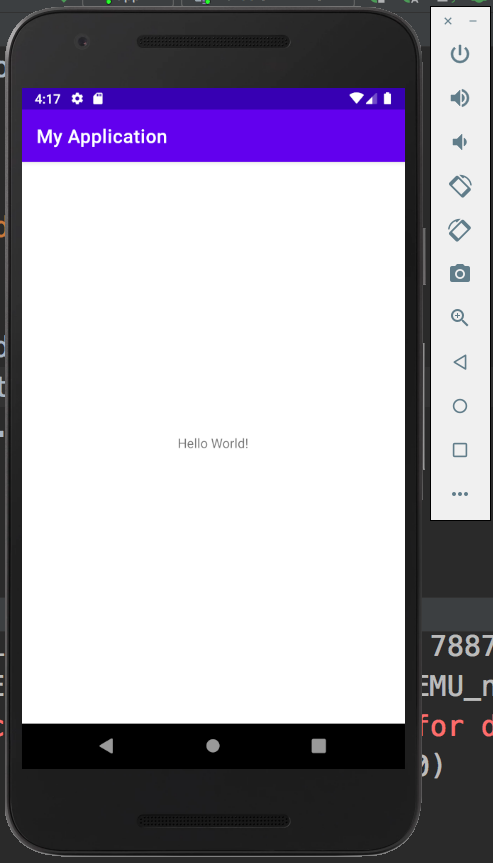 4:17
My Application
Hello World!
7887
EMU_n
for d
0)